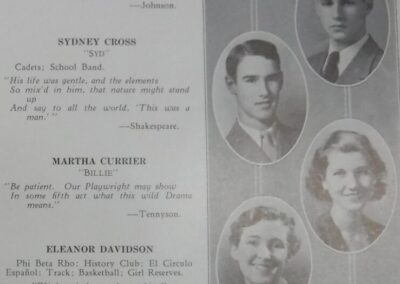 —Johnson.
SYDNEY CROSS
"SYD"
Cadets; School Band.
"His life was gentle, and the elements
So mix'd in him, that nature might stand
up
And say to all the world, 'This was a
man.'"
—Shakespeare.
MARTHA CURRIER
"BILLIE"
"Be patient. Our Playwright may show
In some fifth act what this wild Drama
means."
—Tennyson.
ELEANOR DAVIDSON
Phi Beta Rho; History Club; El Circulo
Español; Track; Basketball; Girl Reserves.